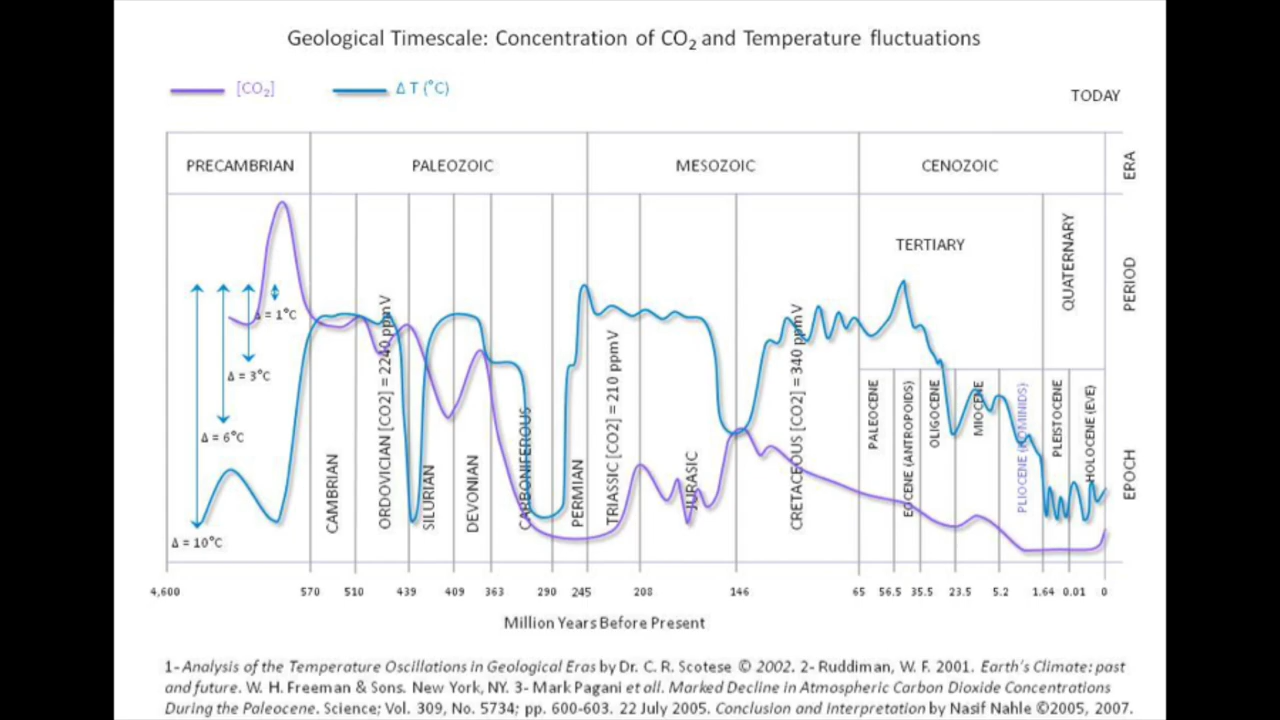 Geological Timescale: Concentration of CO₂ and Temperature fluctuations
[CO₂]
Δ T (°C)
TODAY
PRECAMBRIAN
PALEOZOIC
MESOZOIC
CENOZOIC
ERA
TERTIARY
QUATERNARY
PERIOD
Δ = 1°C
Δ = 3°C
Δ = 6°C
Δ = 10°C
CAMBRIAN
ORDOVICIAN [CO2] = 2240 ppmV
SILURIAN
DEVONIAN
CARBONIFEROUS
PERMIAN
TRIASSIC [CO2] = 210 ppmV
JURASIC
CRETACEOUS [CO2] = 340 ppmV
PALEOCENE
EOCENE (ANTROPOIDS)
OLIGOCENE
MIOCENE
PLIOCENE (HOMINIDS)
PLEISTOCENE
HOLOCENE (EVE)
EPOCH
4,600 570 510 439 409 363 290 245 208 146 65 56.5 35.5 23.5 5.2 1.64 0.01 0
Million Years Before Present
1- Analysis of the Temperature Oscillations in Geological Eras by Dr. C. R. Scotese © 2002. 2- Ruddiman, W. F. 2001. Earth's Climate: past
and future. W. H. Freeman & Sons. New York, NY. 3- Mark Pagani et all. Marked Decline in Atmospheric Carbon Dioxide Concentrations
During the Paleocene. Science; Vol. 309, No. 5734; pp. 600-603. 22 July 2005. Conclusion and Interpretation by Nasif Nahle ©2005, 2007.